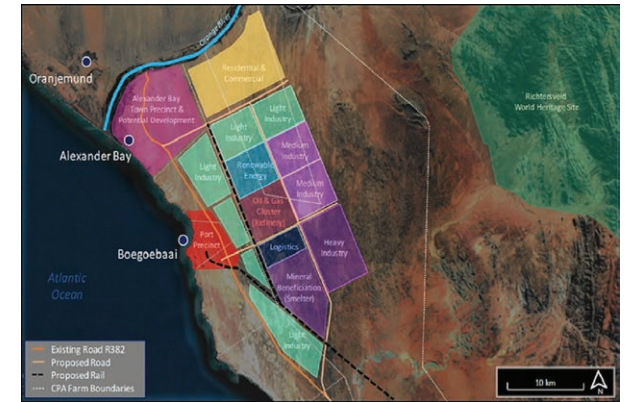 Orange River
Oranjemund
Residential &
Commercial
Alexander Bay
Town Precinct &
Potential Development
Richtersveld
World Heritage Site
Light
Industry
Light
Industry
Alexander Bay
Medium
Industry
Light
Industry
Renewable
Energy
Medium
Industry
Oil & Gas
Cluster
(Refinery)
Port
Precinct
Boegoebaai
Logistics
Heavy
Industry
Atlantic
Ocean
Mineral
Beneficiation
(Smelter)
Light
Industry
Existing Road R382
Proposed Road
Proposed Rail
CPA Farm Boundaries
10 km
N